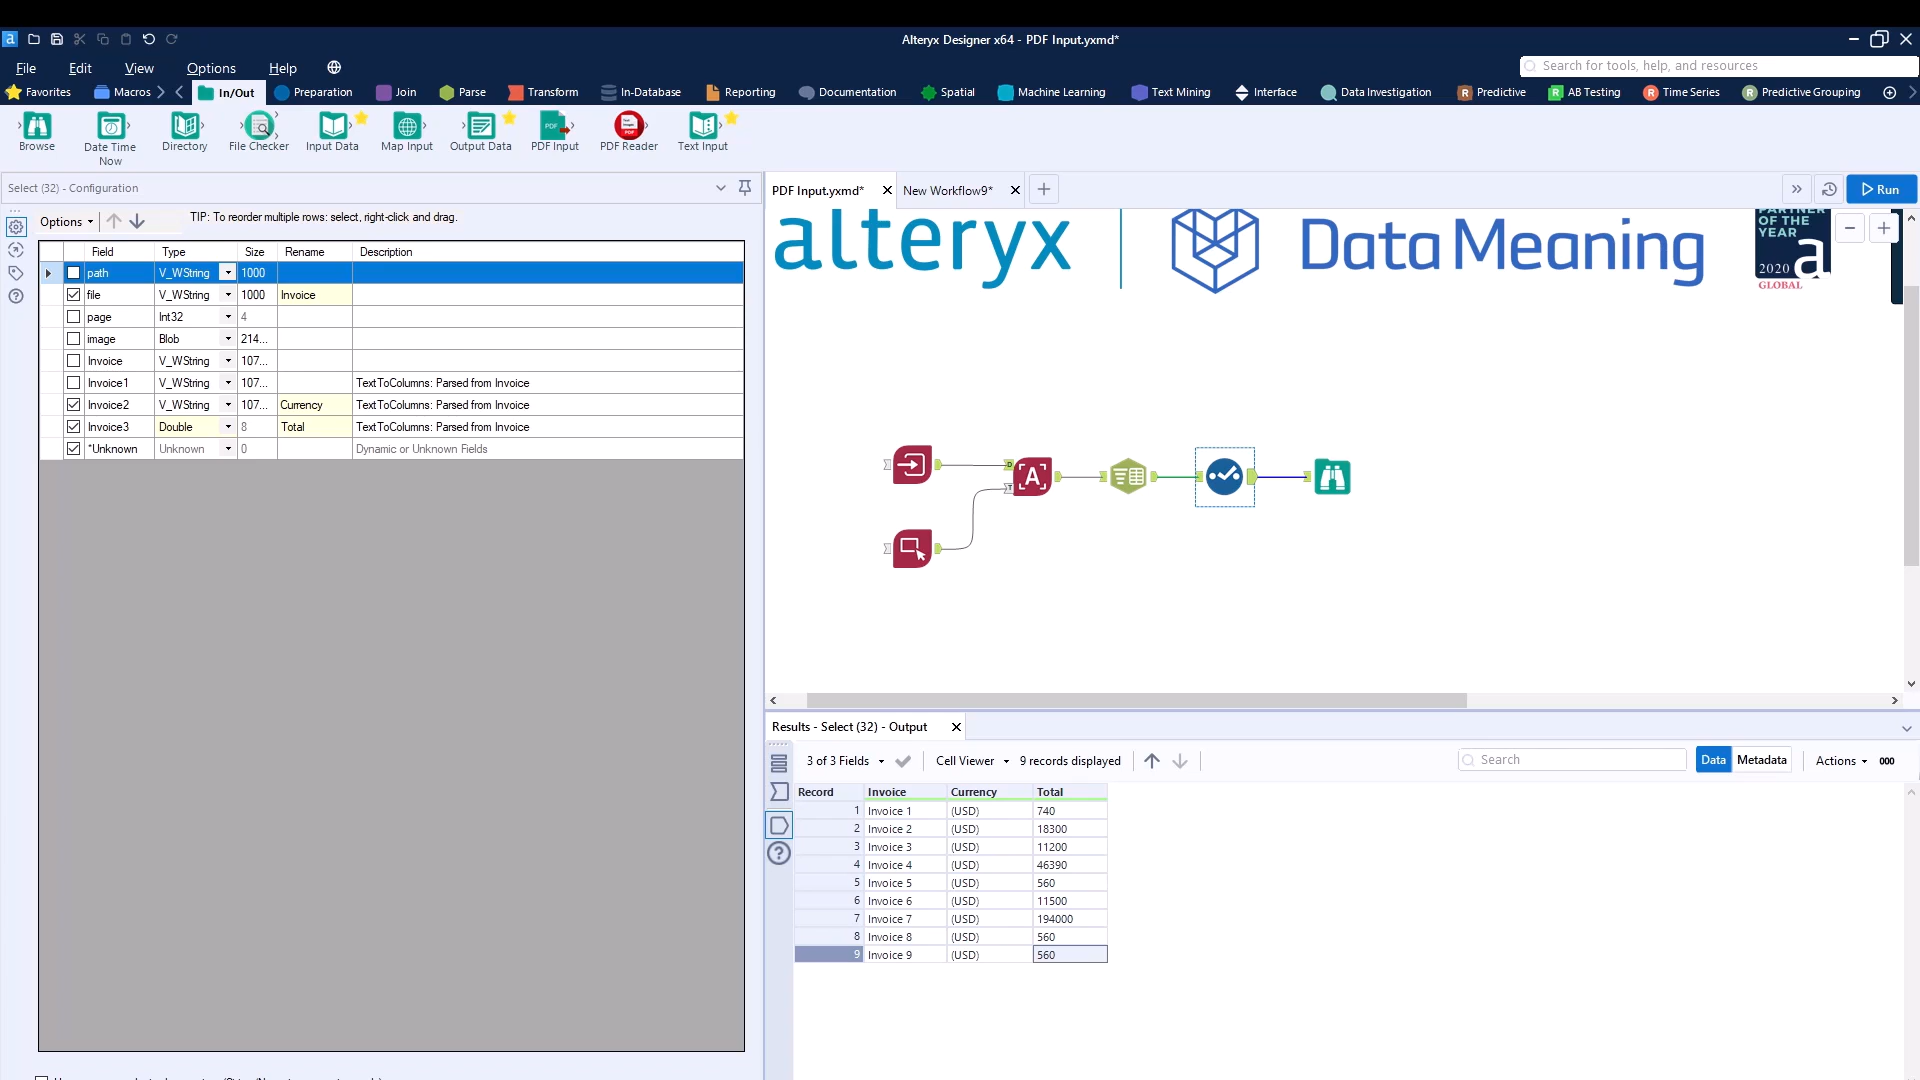 Alteryx Designer x64 - PDF Input.yxmd*
File Edit View Options Help
Search for tools, help, and resources
Favorites Macros In/Out Preparation Join Parse Transform In-Database Reporting Documentation Spatial Machine Learning Text Mining Interface Data Investigation Predictive AB Testing Time Series Predictive Grouping
Browse Date Time Now Directory File Checker Input Data Map Input Output Data PDF Input PDF Reader Text Input
Select (32) - Configuration
Options TIP: To reorder multiple rows: select, right-click and drag.
Field Type Size Rename Description
path V_WString 1000
file V_WString 1000 Invoice
page Int32 4
image Blob 214...
Invoice V_WString 107...
Invoice1 V_WString 107... TextToColumns: Parsed from Invoice
Invoice2 V_WString 107... Currency TextToColumns: Parsed from Invoice
Invoice3 Double 8 Total TextToColumns: Parsed from Invoice
*Unknown Unknown 0 Dynamic or Unknown Fields
PDF Input.yxmd* New Workflow9* Run
alteryx DataMeaning
PARTNER
OF THE
YEAR
2020
GLOBAL
Results - Select (32) - Output
3 of 3 Fields Cell Viewer 9 records displayed Search Data Metadata Actions 000
Record Invoice Currency Total
1 Invoice 1 (USD) 740
2 Invoice 2 (USD) 18300
3 Invoice 3 (USD) 11200
4 Invoice 4 (USD) 46390
5 Invoice 5 (USD) 560
6 Invoice 6 (USD) 11500
7 Invoice 7 (USD) 194000
8 Invoice 8 (USD) 560
9 Invoice 9 (USD) 560